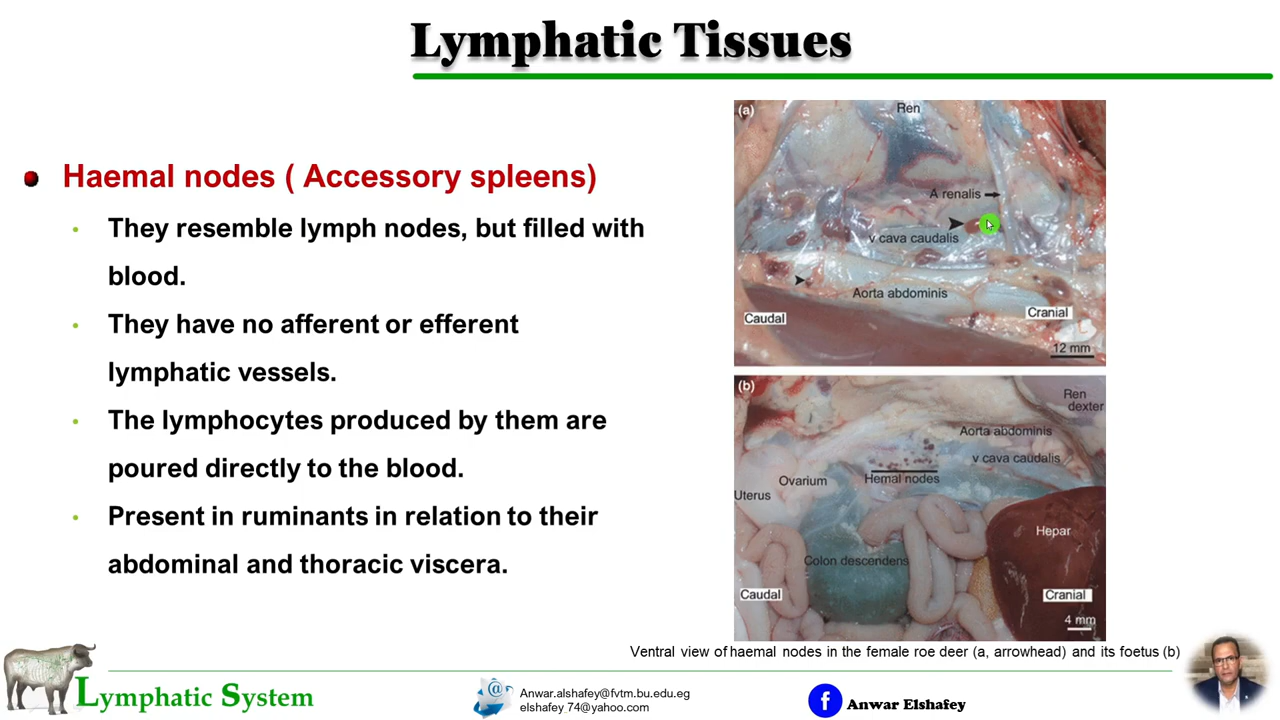 Lymphatic Tissues
Haemal nodes ( Accessory spleens)
They resemble lymph nodes, but filled with
blood.
They have no afferent or efferent
lymphatic vessels.
The lymphocytes produced by them are
poured directly to the blood.
Present in ruminants in relation to their
abdominal and thoracic viscera.
(a)
Ren
A renalis
v cava caudalis
Aorta abdominis
Caudal
Cranial
12 mm
(b)
Ren
dexter
Aorta abdominis
v cava caudalis
Hemal nodes
Ovarium
Uterus
Hepar
Colon descendens
Caudal
Cranial
4 mm
Ventral view of haemal nodes in the female roe deer (a, arrowhead) and its foetus (b)
Lymphatic System
Anwar.alshafey@fvtm.bu.edu.eg
elshafey_74@yahoo.com
f
Anwar Elshafey